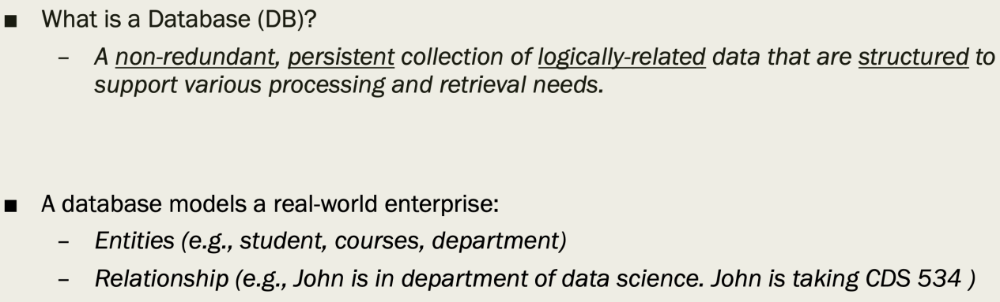 ■ What is a Database (DB)?
– A non-redundant, persistent collection of logically-related data that are structured to
support various processing and retrieval needs.
■ A database models a real-world enterprise:
– Entities (e.g., student, courses, department)
– Relationship (e.g., John is in department of data science. John is taking CDS 534 )